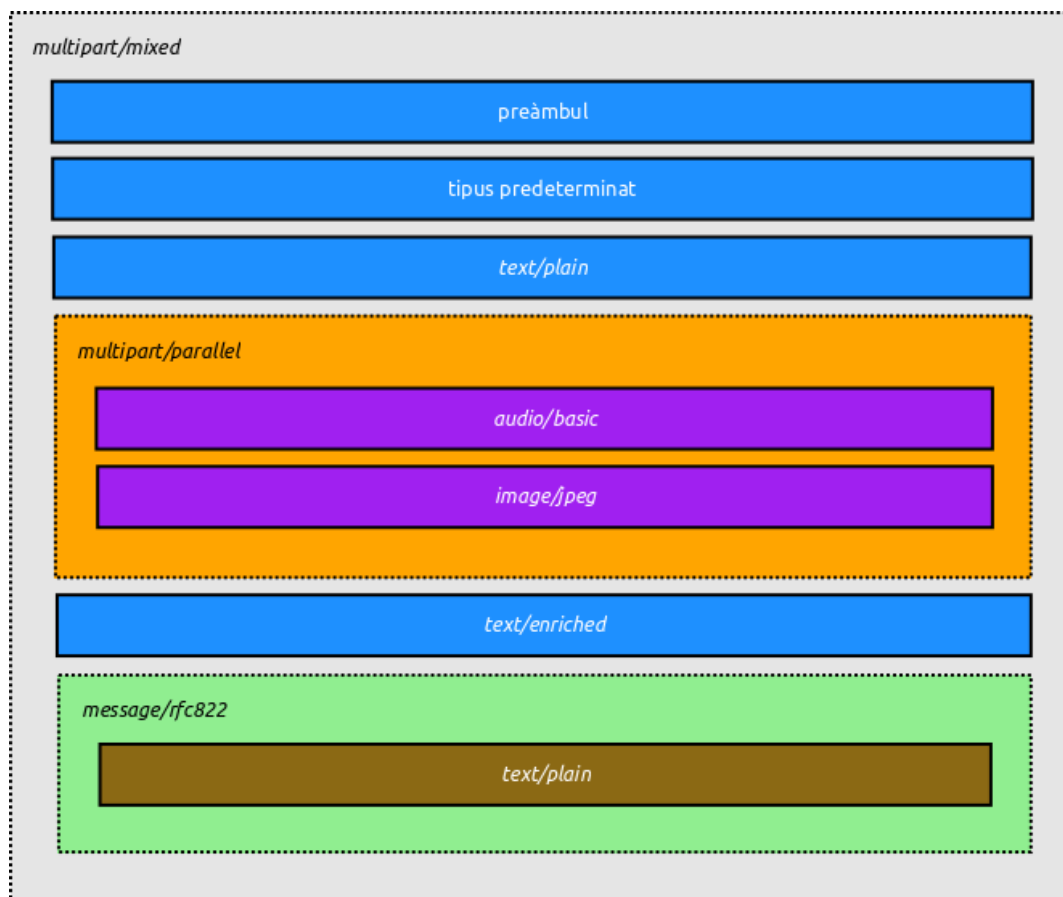 multipart/mixed
preàmbul
tipus predeterminat
text/plain
multipart/parallel
audio/basic
image/jpeg
text/enriched
message/rfc822
text/plain